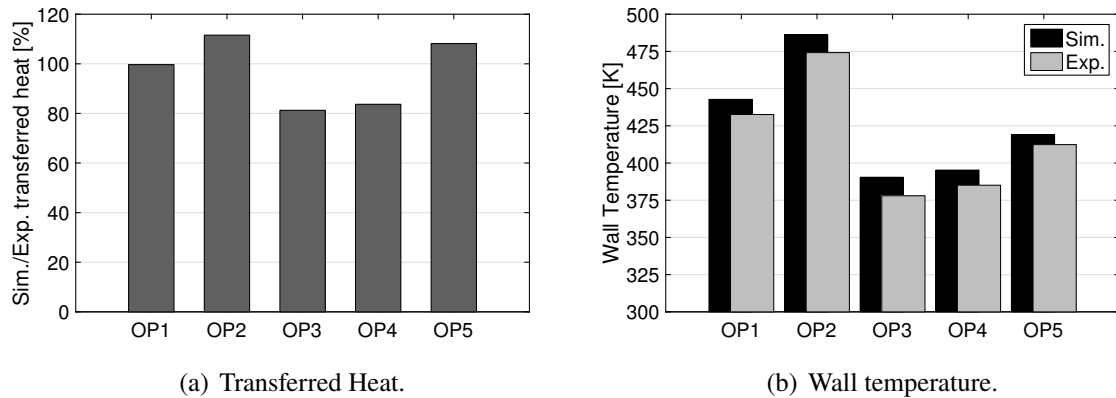 Sim./Exp. transferred heat [%]
120
100
80
60
40
20
0
OP1 OP2 OP3 OP4 OP5
(a) Transferred Heat.
Wall Temperature [K]
500
475
450
425
400
375
350
325
300
Sim.
Exp.
OP1 OP2 OP3 OP4 OP5
(b) Wall temperature.